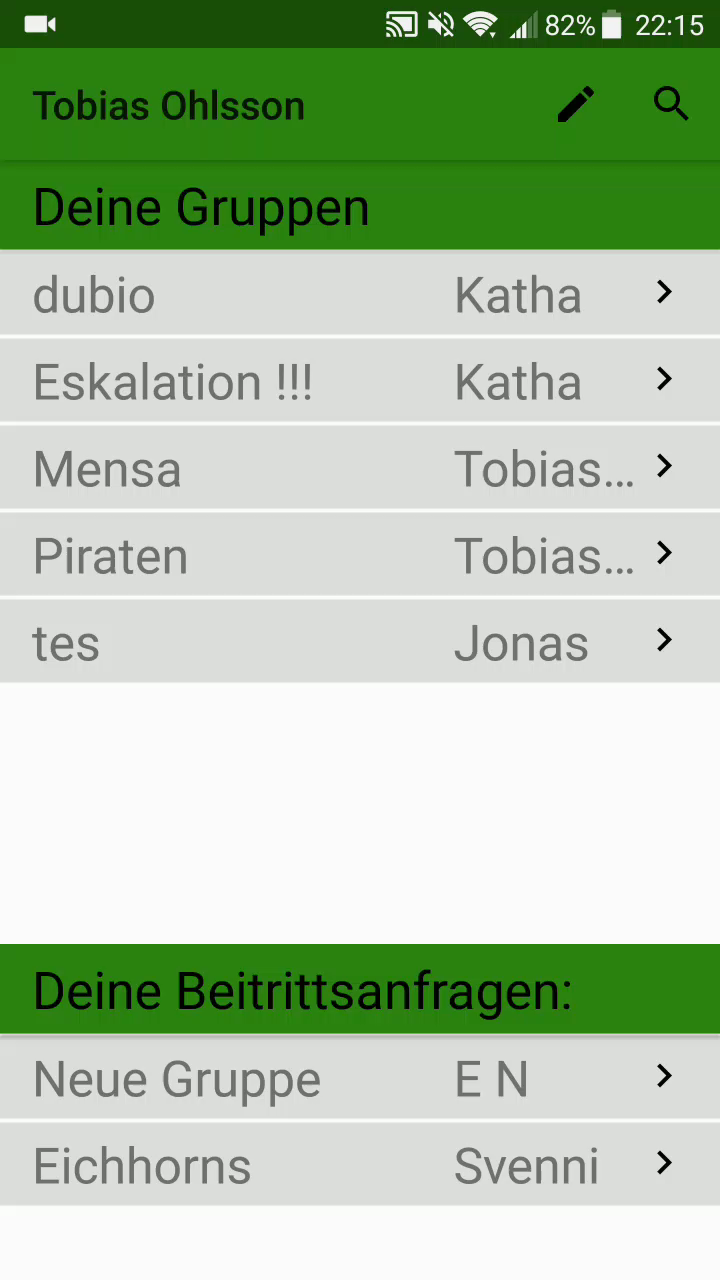 82% 22:15
Tobias Ohlsson
Deine Gruppen
dubio Katha
Eskalation !!! Katha
Mensa Tobias...
Piraten Tobias...
tes Jonas
Deine Beitrittsanfragen:
Neue Gruppe E N
Eichhorns Svenni